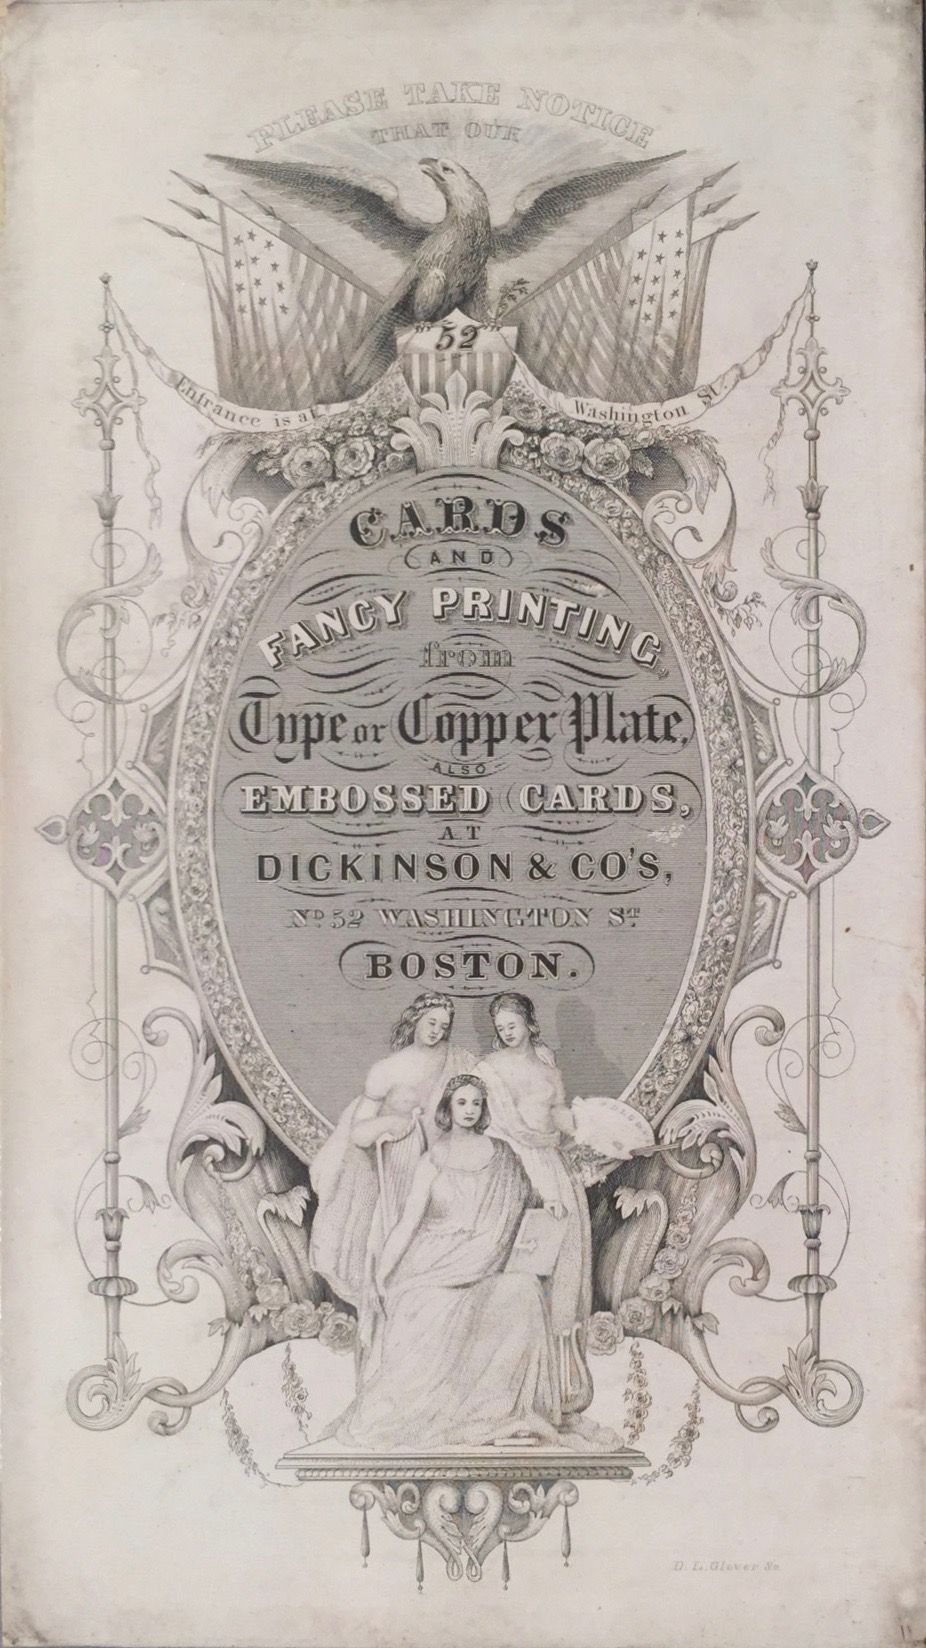 PLEASE TAKE NOTICE
THAT OUR
52
Entrance is at
Washington St.
CARDS
AND
FANCY PRINTING,
from
Type or Copper Plate,
ALSO
EMBOSSED CARDS,
AT
DICKINSON & CO'S,
No 52 WASHINGTON ST.
BOSTON.
D. L. Glover Sc